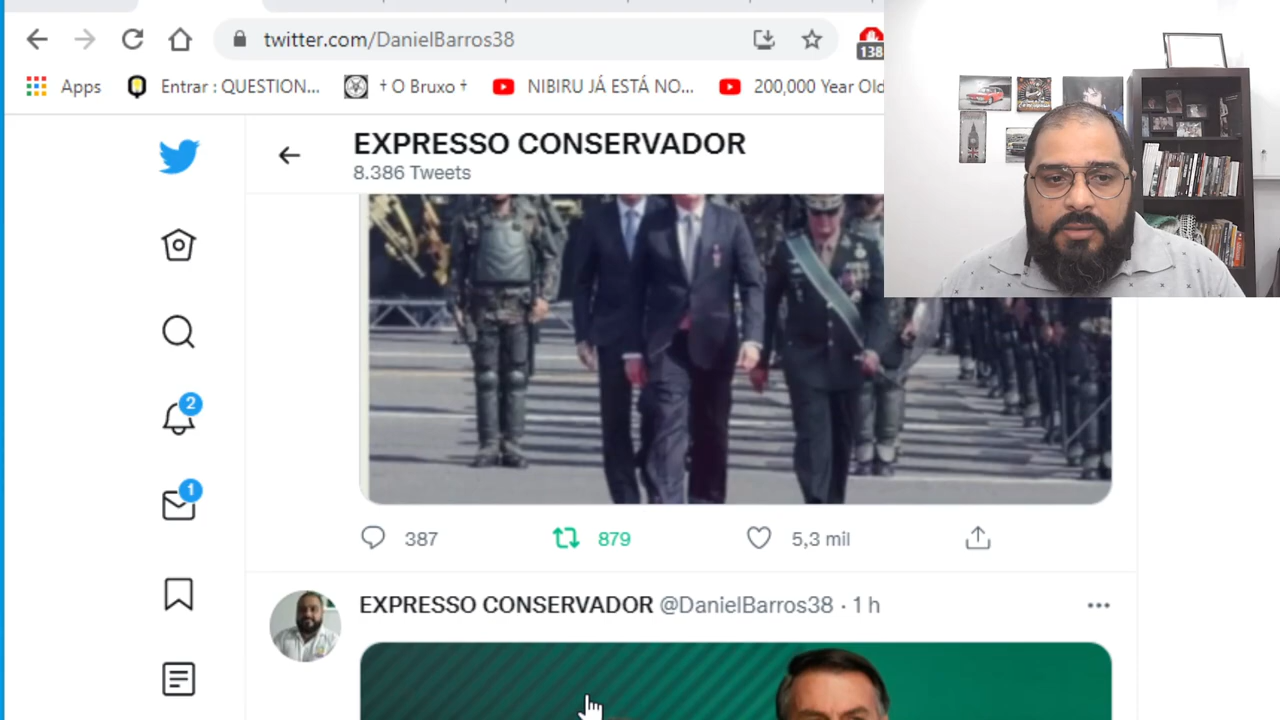 twitter.com/DanielBarros38
138
Apps
Entrar : QUESTION...
† O Bruxo †
NIBIRU JÁ ESTÁ NO...
200,000 Year Old
EXPRESSO CONSERVADOR
8.386 Tweets
2
1
387
879
5,3 mil
EXPRESSO CONSERVADOR @DanielBarros38 · 1 h